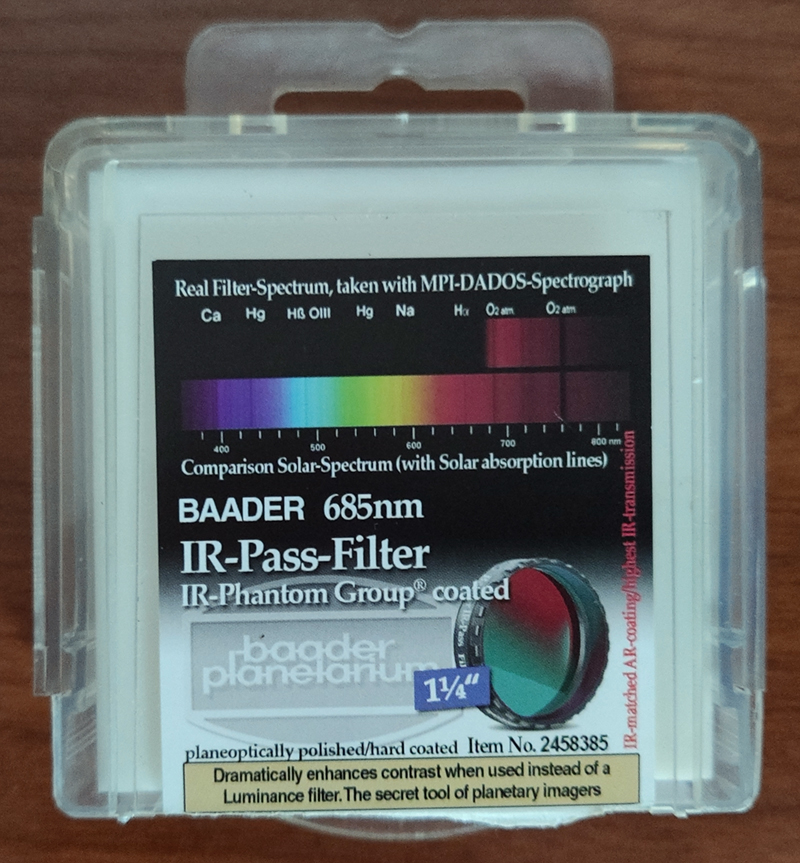 Real Filter-Spectrum, taken with MPI-DADOS-Spectrograph
Ca Hg Hß OIII Hg Na Hα O2 atm O2 atm
400 500 600 700 800 nm
Comparison Solar-Spectrum (with Solar absorption lines)
BAADER 685nm
IR-Pass-Filter
IR-Phantom Group® coated
baader
planetarium
1¼“
planeoptically polished/hard coated Item No. 2458385
Dramatically enhances contrast when used instead of a
Luminance filter. The secret tool of planetary imagers
IR-matched AR-coating/highest IR-transmission